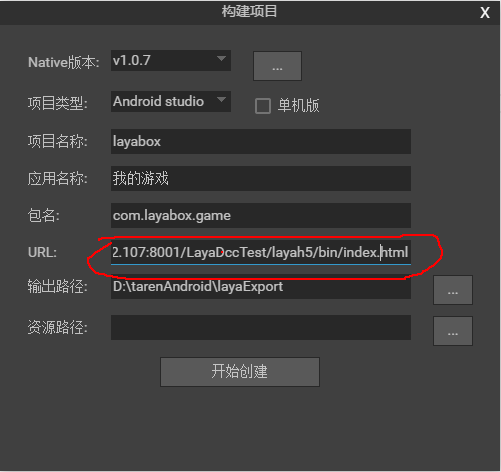 构建项目 X
Native版本: v1.0.7 ...
项目类型: Android studio 单机版
项目名称: layabox
应用名称: 我的游戏
包名: com.layabox.game
URL: 2.107:8001/LayaDccTest/layah5/bin/index.html
输出路径: D:\tarenAndroid\layaExport ...
资源路径: ...
开始创建